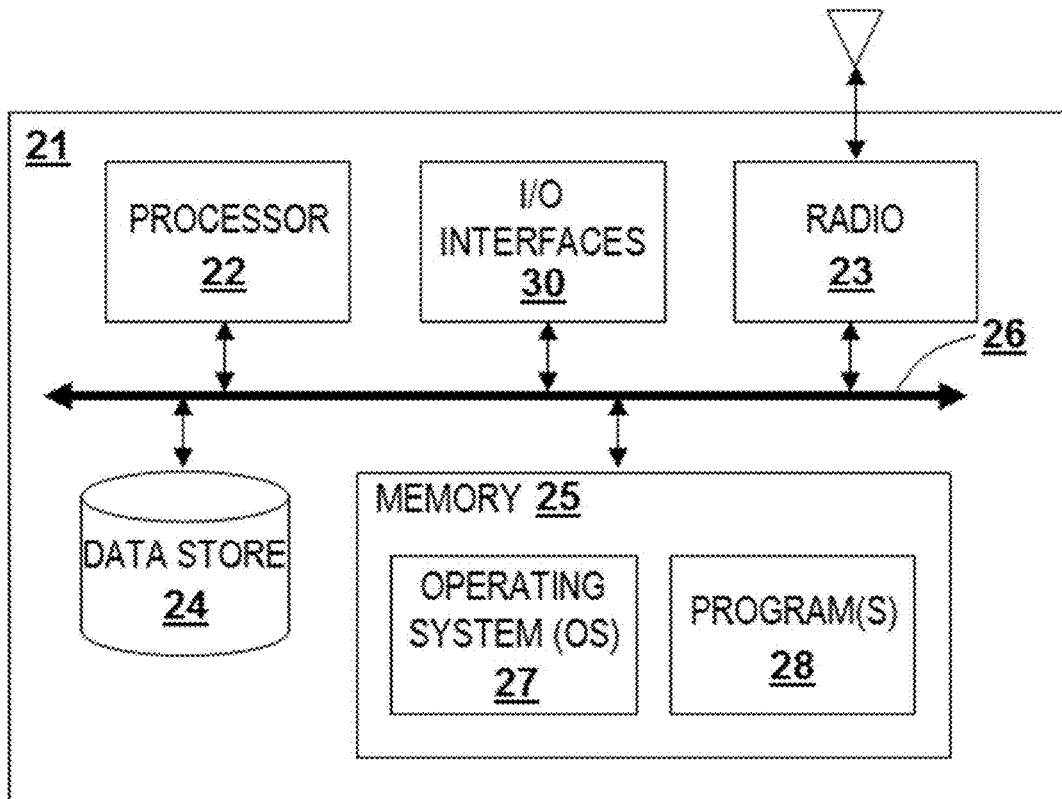 21
PROCESSOR
22
I/O
INTERFACES
30
RADIO
23
26
DATA STORE
24
MEMORY 25
OPERATING
SYSTEM (OS)
27
PROGRAM(S)
28